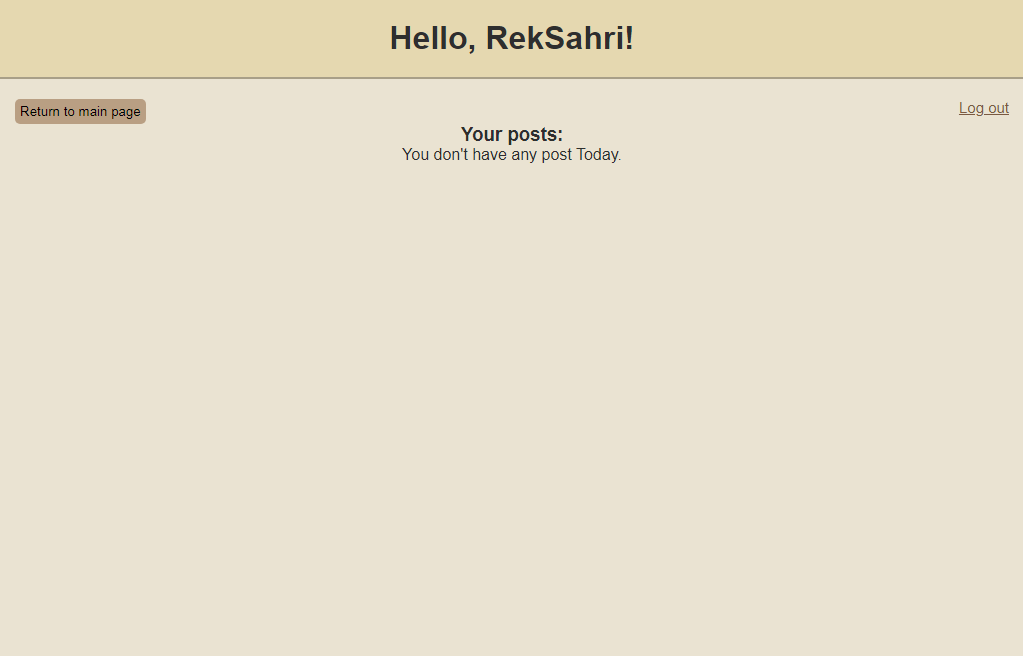 Hello, RekSahri!
Return to main page
Log out
Your posts:
You don't have any post Today.